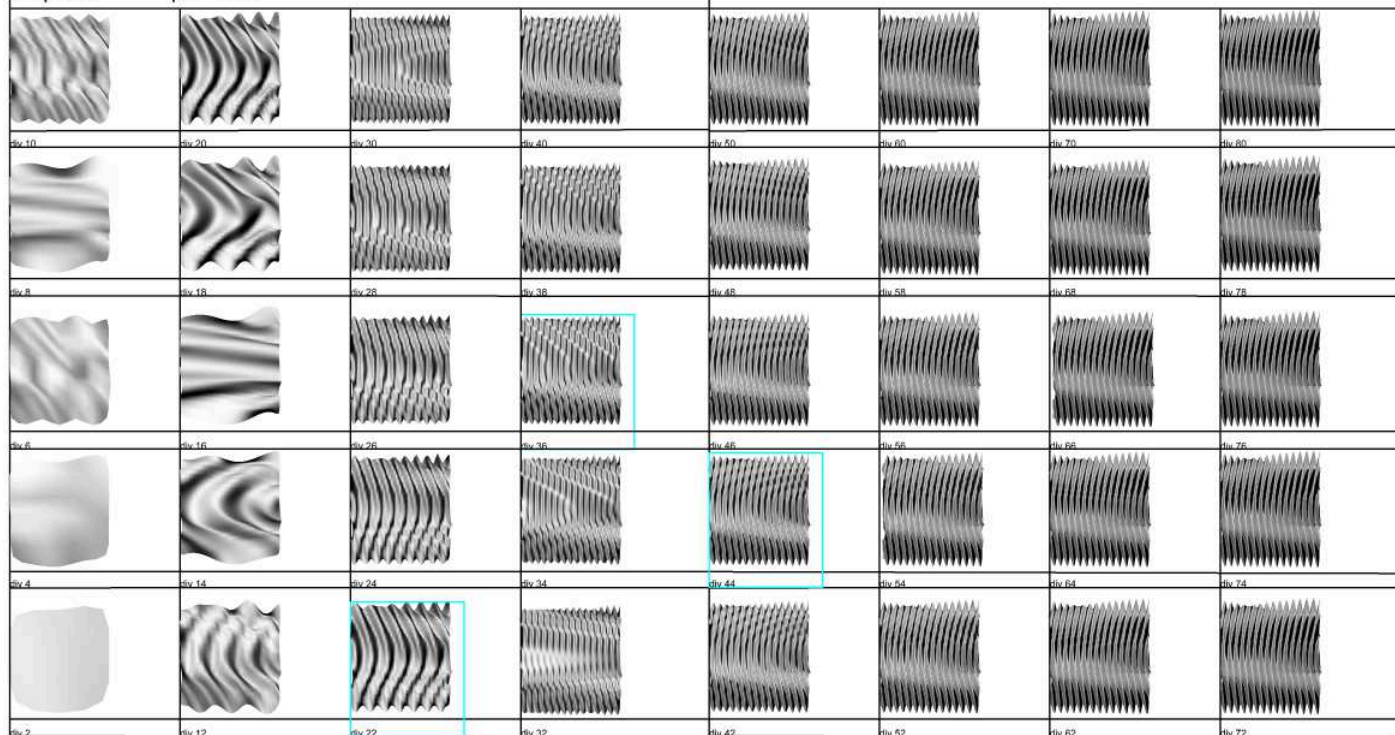 div 10 div 20 div 30 div 40 div 50 div 60 div 70 div 80
div 8 div 18 div 28 div 38 div 48 div 58 div 68 div 78
div 6 div 16 div 26 div 36 div 46 div 56 div 66 div 76
div 4 div 14 div 24 div 34 div 44 div 54 div 64 div 74
div 2 div 12 div 22 div 32 div 42 div 52 div 62 div 72